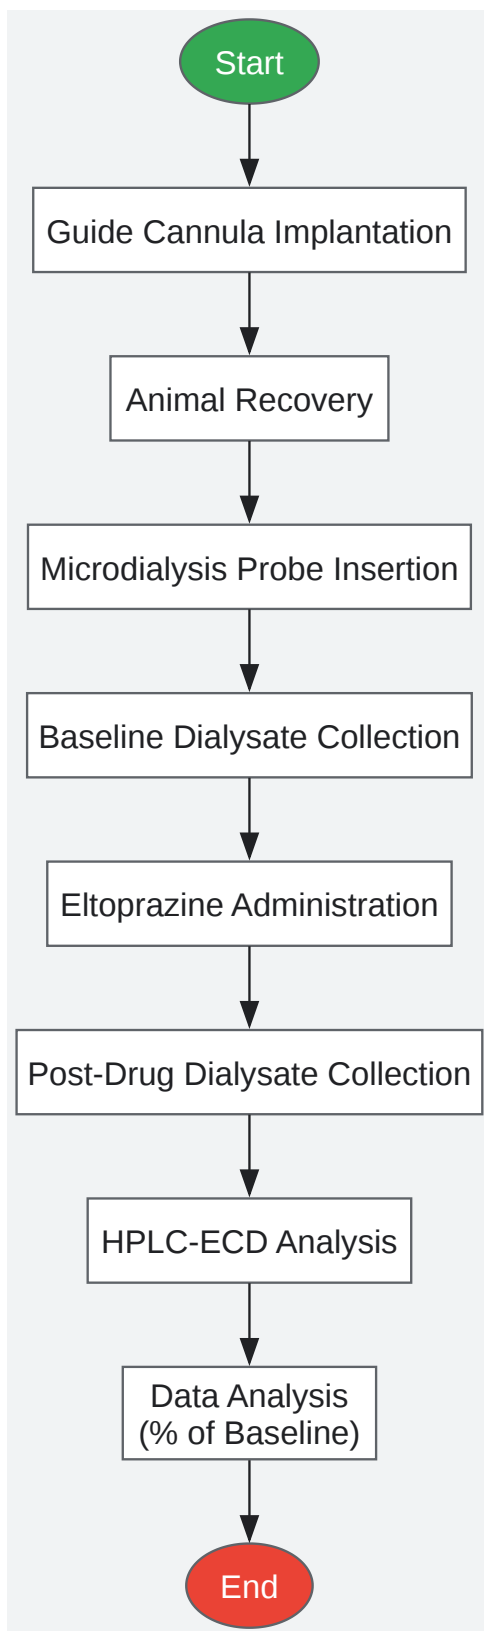 Start
Guide Cannula Implantation
Animal Recovery
Microdialysis Probe Insertion
Baseline Dialysate Collection
Eltoprazine Administration
Post-Drug Dialysate Collection
HPLC-ECD Analysis
Data Analysis
(% of Baseline)
End